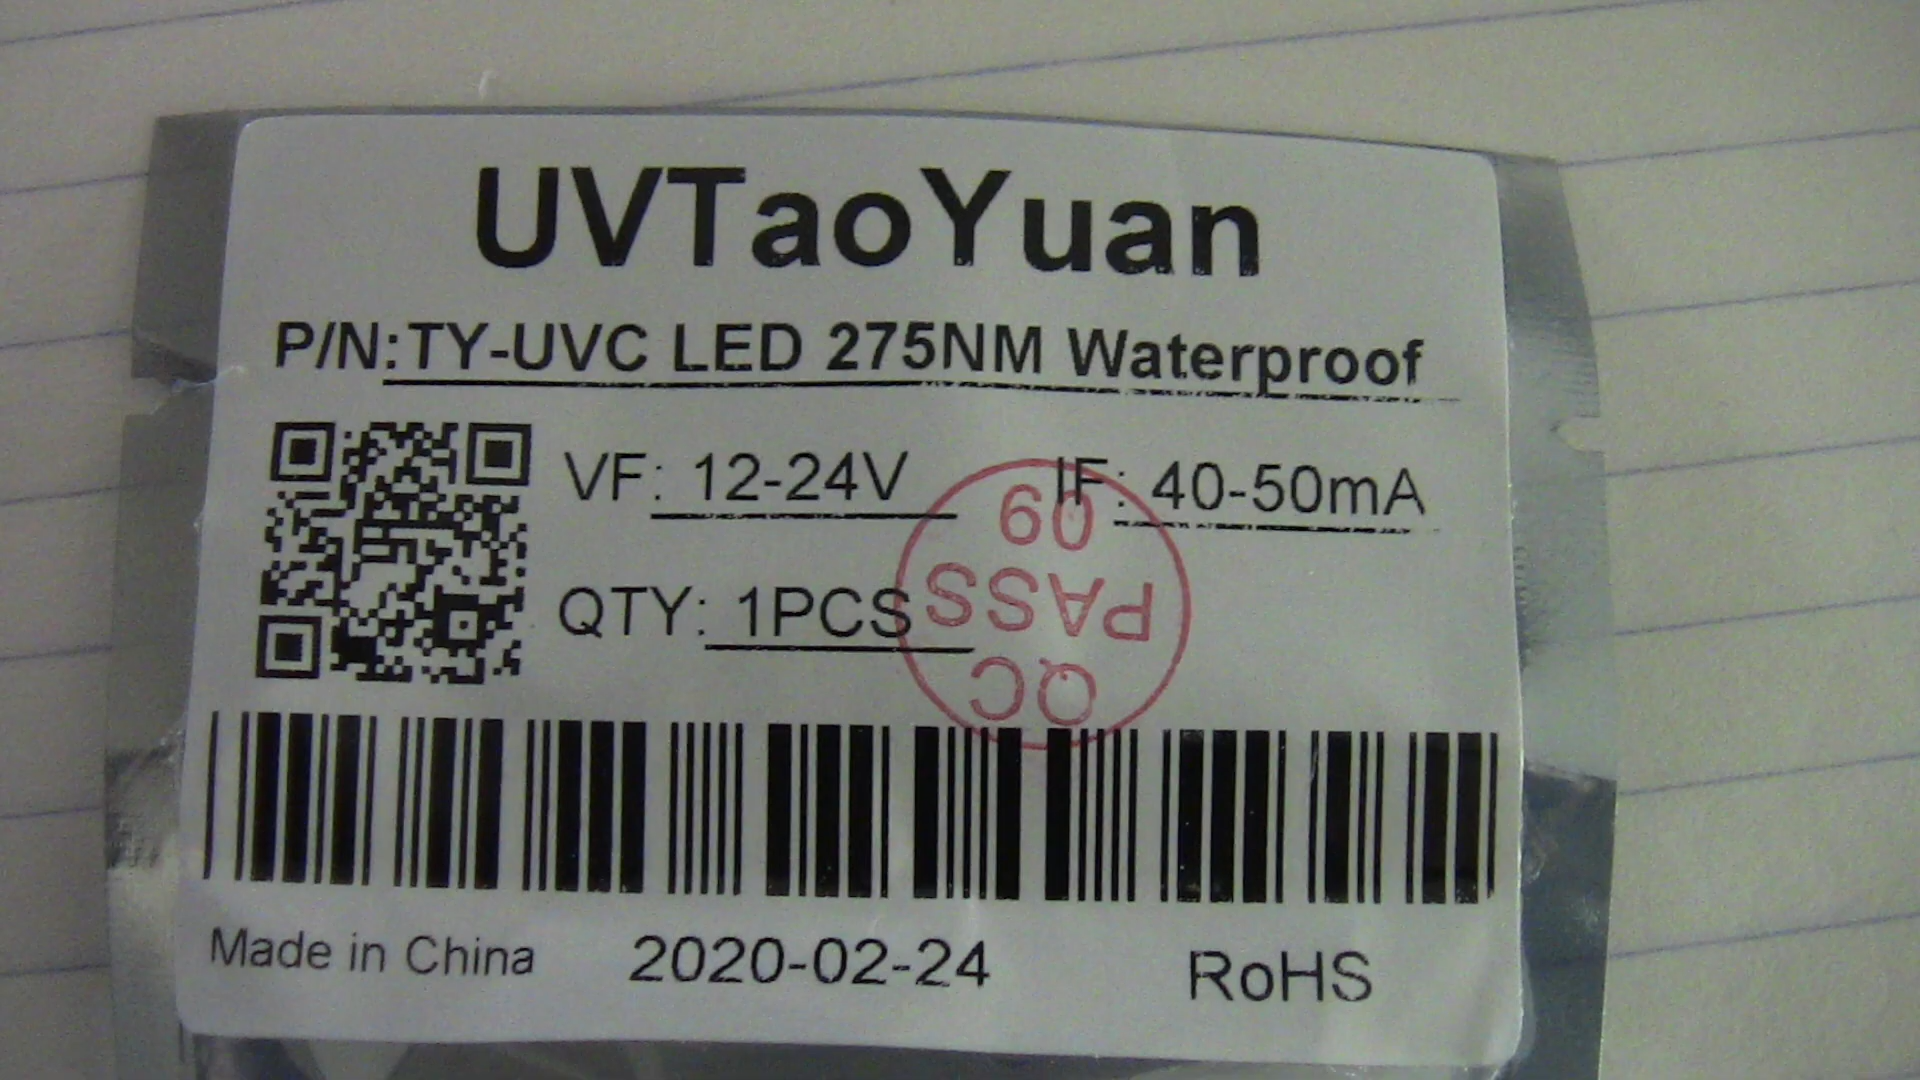 UVTaoYuan
P/N:TY-UVC LED 275NM Waterproof
VF: 12-24V IF: 40-50mA
QTY: 1PCS
QC
PASS
09
Made in China 2020-02-24 RoHS